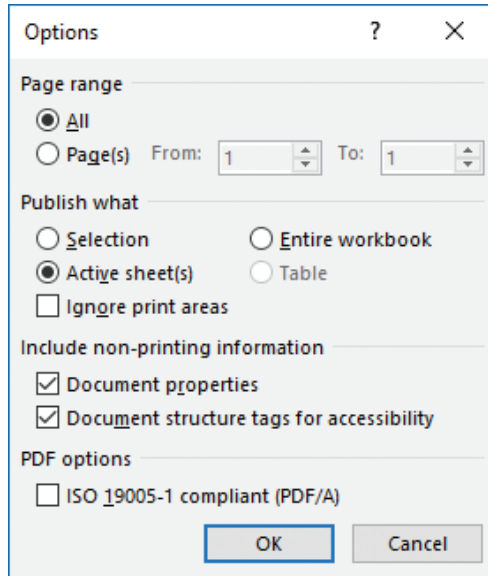 Options ?
Page range
All
Page(s) From: 1 To: 1
Publish what
Selection Entire workbook
Active sheet(s) Table
Ignore print areas
Include non-printing information
Document properties
Document structure tags for accessibility
PDF options
ISO 19005-1 compliant (PDF/A)
OK Cancel